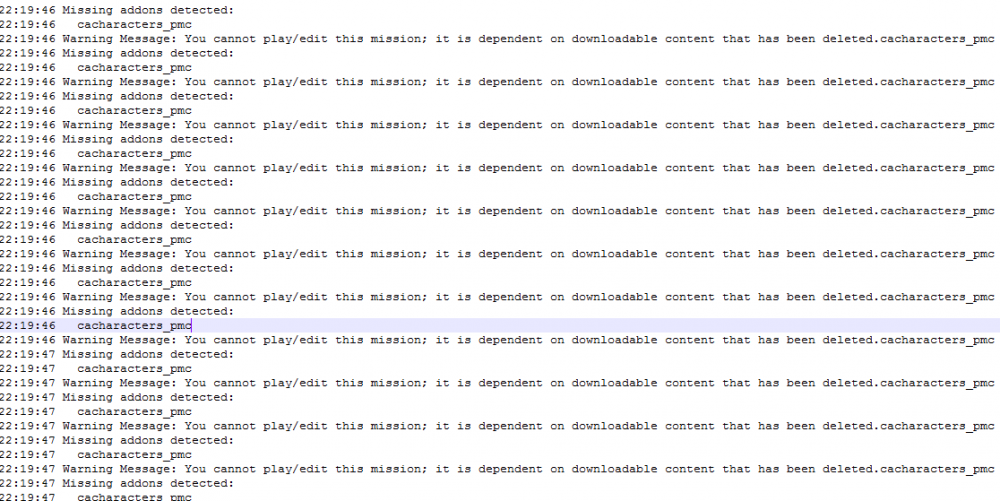 22:19:46 Missing addons detected:
22:19:46   cacharacters_pmc
22:19:46 Warning Message: You cannot play/edit this mission; it is dependent on downloadable content that has been deleted.cacharacters_pmc
22:19:46 Missing addons detected:
22:19:46   cacharacters_pmc
22:19:46 Warning Message: You cannot play/edit this mission; it is dependent on downloadable content that has been deleted.cacharacters_pmc
22:19:46 Missing addons detected:
22:19:46   cacharacters_pmc
22:19:46 Warning Message: You cannot play/edit this mission; it is dependent on downloadable content that has been deleted.cacharacters_pmc
22:19:46 Missing addons detected:
22:19:46   cacharacters_pmc
22:19:46 Warning Message: You cannot play/edit this mission; it is dependent on downloadable content that has been deleted.cacharacters_pmc
22:19:46 Missing addons detected:
22:19:46   cacharacters_pmc
22:19:46 Warning Message: You cannot play/edit this mission; it is dependent on downloadable content that has been deleted.cacharacters_pmc
22:19:46 Missing addons detected:
22:19:46   cacharacters_pmc
22:19:46 Warning Message: You cannot play/edit this mission; it is dependent on downloadable content that has been deleted.cacharacters_pmc
22:19:46 Missing addons detected:
22:19:46   cacharacters_pmc
22:19:46 Warning Message: You cannot play/edit this mission; it is dependent on downloadable content that has been deleted.cacharacters_pmc
22:19:46 Missing addons detected:
22:19:46   cacharacters_pmc
22:19:46 Warning Message: You cannot play/edit this mission; it is dependent on downloadable content that has been deleted.cacharacters_pmc
22:19:47 Missing addons detected:
22:19:47   cacharacters_pmc
22:19:47 Warning Message: You cannot play/edit this mission; it is dependent on downloadable content that has been deleted.cacharacters_pmc
22:19:47 Missing addons detected:
22:19:47   cacharacters_pmc
22:19:47 Warning Message: You cannot play/edit this mission; it is dependent on downloadable content that has been deleted.cacharacters_pmc
22:19:47 Missing addons detected:
22:19:47   cacharacters_pmc
22:19:47 Warning Message: You cannot play/edit this mission; it is dependent on downloadable content that has been deleted.cacharacters_pmc
22:19:47 Missing addons detected:
22:19:47   cacharacters_pmc